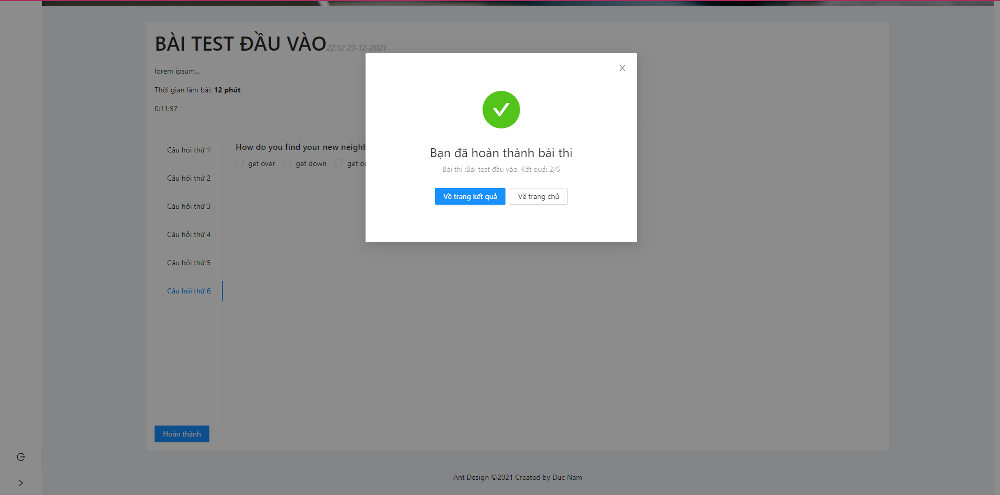 BÀI TEST ĐẦU VÀO 22:12 23-12-2021
lorem ipsum...
Thời gian làm bài: 12 phút
0:11:57
Câu hỏi thứ 1
Câu hỏi thứ 2
Câu hỏi thứ 3
Câu hỏi thứ 4
Câu hỏi thứ 5
Câu hỏi thứ 6
How do you find your new
get over get down get
Bạn đã hoàn thành bài thi
Bài thi :Bài test đầu vào, Kết quả: 2/6
Về trang kết quả Về trang chủ
Hoàn thành
Ant Design ©2021 Created by Duc Nam